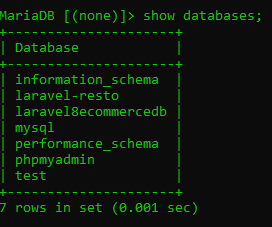 MariaDB [(none)]> show databases;
+--------------------+
| Database           |
+--------------------+
| information_schema |
| laravel-resto      |
| laravel8ecommercedb |
| mysql              |
| performance_schema |
| phpmyadmin         |
| test               |
+--------------------+
7 rows in set (0.001 sec)